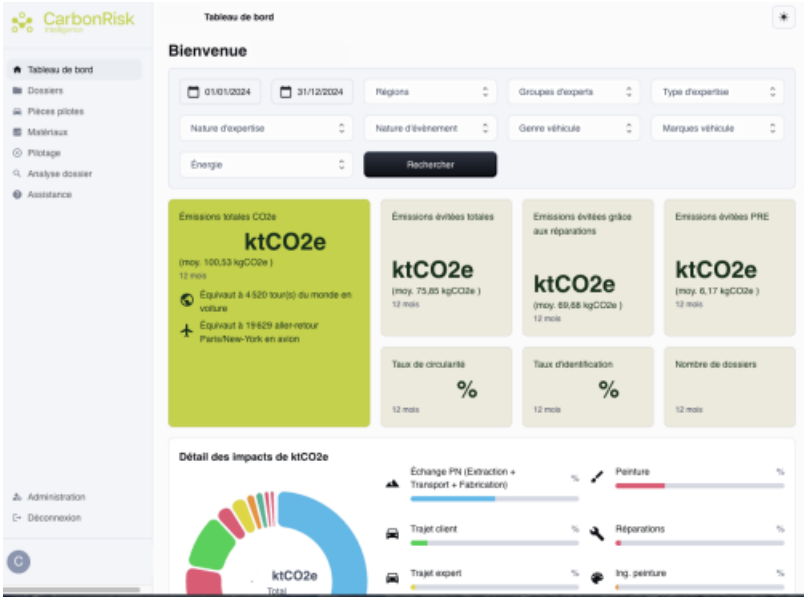 CarbonRisk
Intelligence
Tableau de bord
Bienvenue
Tableau de bord
Dossiers
Pièces pilotes
Matériaux
Pilotage
Analyse dossier
Assistance
Administration
Déconnexion
C
01/01/2024
31/12/2024
Régions
Groupes d'experts
Type d'expertise
Nature d'expertise
Nature d'évènement
Genre véhicule
Marques véhicule
Énergie
Rechercher
Émissions totales CO2e
ktCO2e
(moy. 100,53 kgCO2e )
12 mois
Équivaut à 4 520 tour(s) du monde en
voiture
Équivaut à 19 629 aller-retour
Paris/New-York en avion
Émissions évitées totales
ktCO2e
(moy. 75,85 kgCO2e )
12 mois
Émissions évitées grâce
aux réparations
ktCO2e
(moy. 69,68 kgCO2e )
12 mois
Émissions évitées PRE
ktCO2e
(moy. 6,17 kgCO2e )
12 mois
Taux de circularité
%
12 mois
Taux d'identification
%
12 mois
Nombre de dossiers
12 mois
Détail des impacts de ktCO2e
ktCO2e
Total
Échange PN (Extraction +
Transport + Fabrication)
%
Peinture
%
Trajet client
%
Réparations
%
Trajet expert
%
Ing. peinture
%